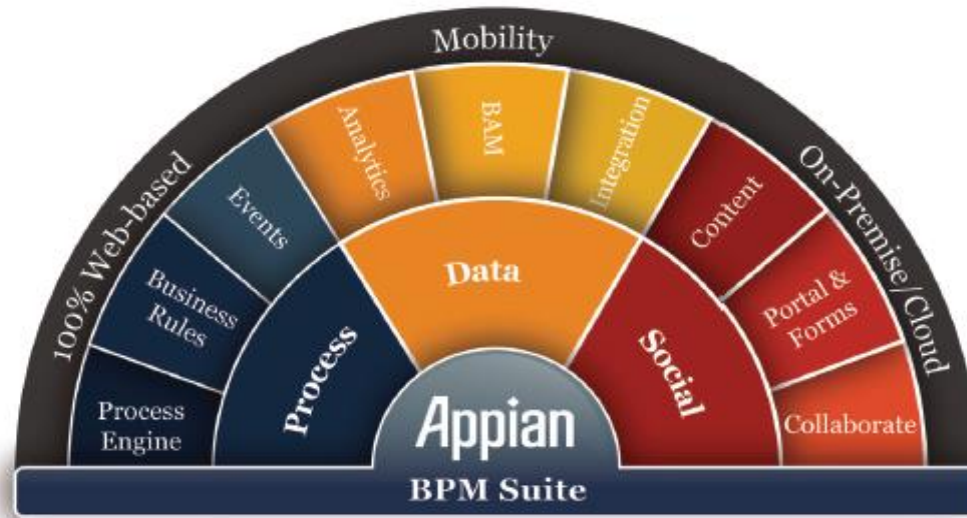 Mobility
100% Web-based
On-Premise/Cloud
Process
Engine
Business
Rules
Events
Analytics
BAM
Integration
Content
Portal &
Forms
Collaborate
Process
Data
Social
Appian
BPM Suite